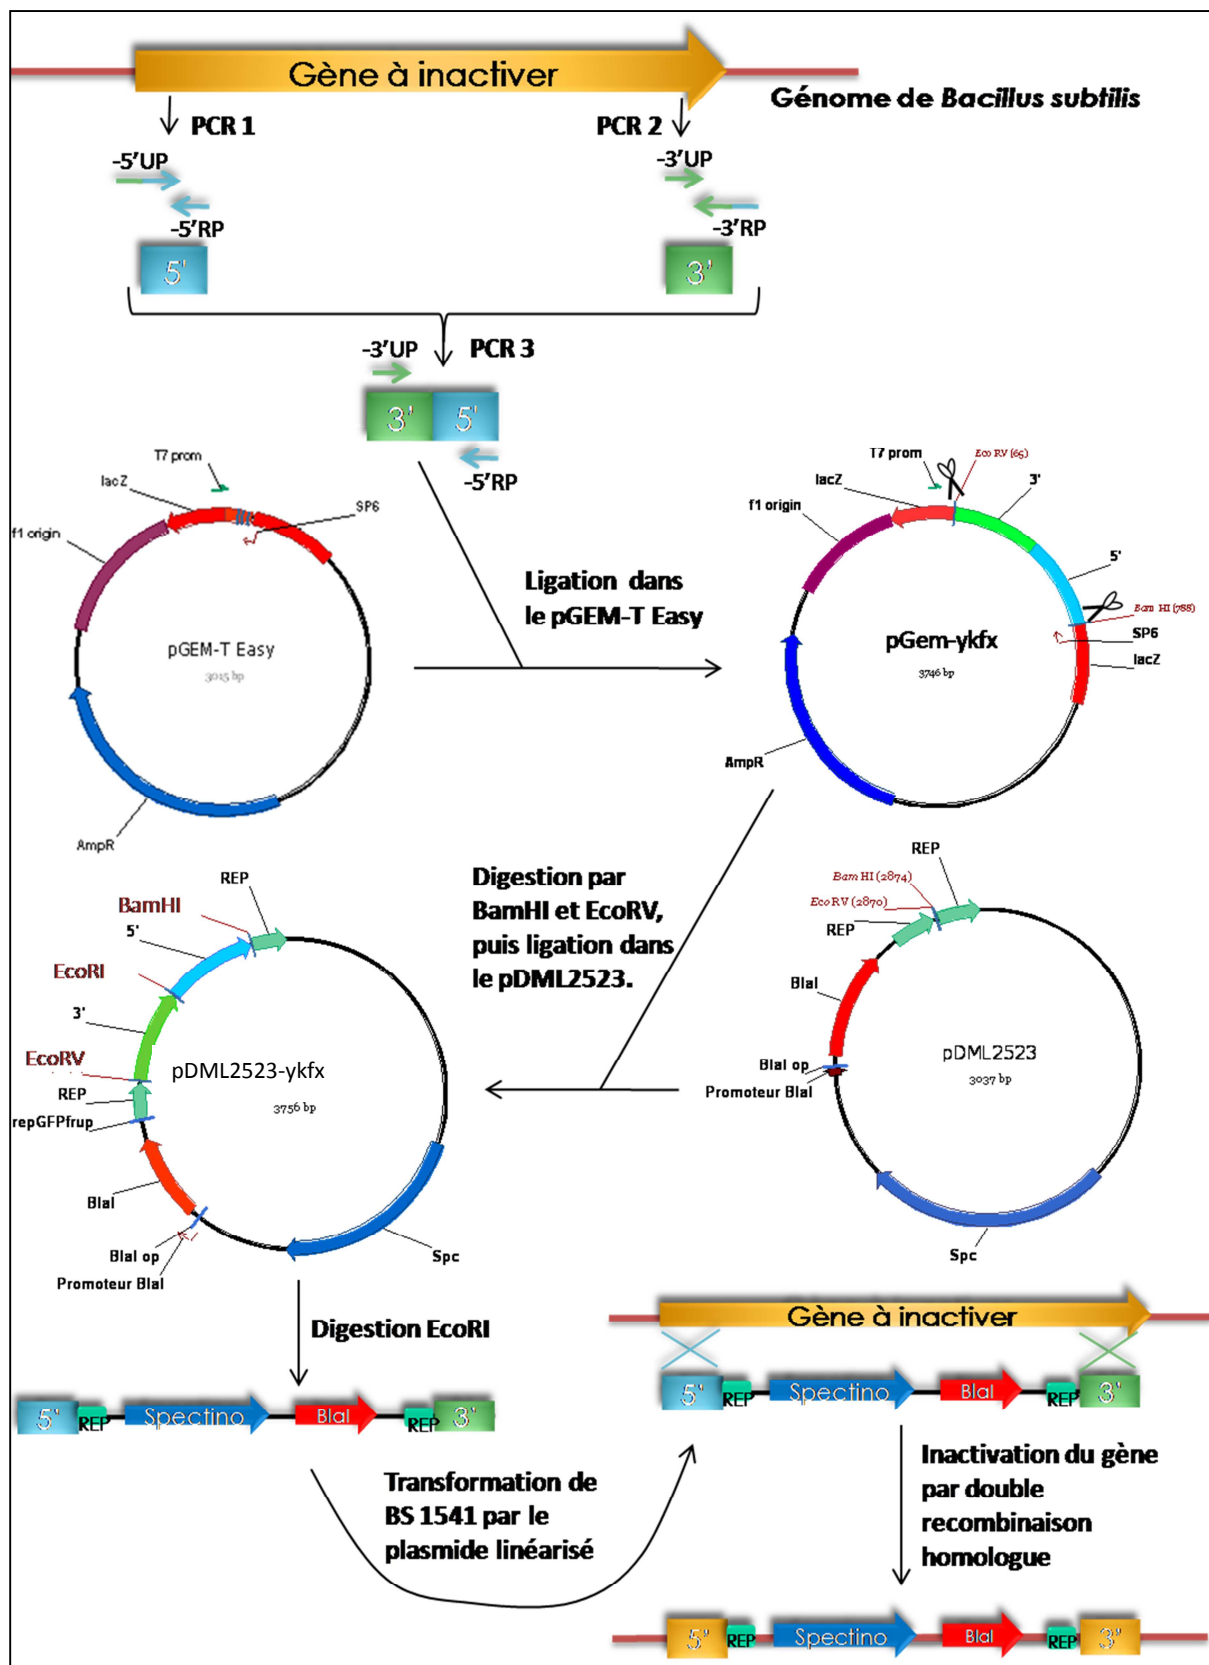 Gène à inactiver
Génome de Bacillus subtilis
PCR 1
PCR 2
-5'UP
-3'UP
-5'RP
-3'RP
5'
3'
-3'UP
PCR 3
3'
5'
-5'RP
T7 prom
lacZ
SP6
f1 origin
pGEM-T Easy
3015 bp
AmpR
Ligation dans
le pGEM-T Easy
T7 prom
Eco RV (65)
lacZ
3'
f1 origin
5'
Bam HI (788)
SP6
lacZ
pGem-ykfx
3746 bp
AmpR
Digestion par
BamHI et EcoRV,
puis ligation dans
le pDML2523.
REP
BamHI
5'
EcoRI
3'
EcoRV
REP
repGFPfrup
BlaI
BlaI op
Promoteur BlaI
Spc
pDML2523-ykfx
3756 bp
REP
Bam HI (2874)
Eco RV (2870)
REP
BlaI
BlaI op
Promoteur BlaI
pDML2523
3037 bp
Spc
Digestion EcoRI
5'
REP
Spectino
BlaI
REP
3'
Gène à inactiver
5'
REP
Spectino
BlaI
REP
3'
Transformation de
BS 1541 par le
plasmide linéarisé
Inactivation du gène
par double
recombinaison
homologue
5'
REP
Spectino
BlaI
REP
3'